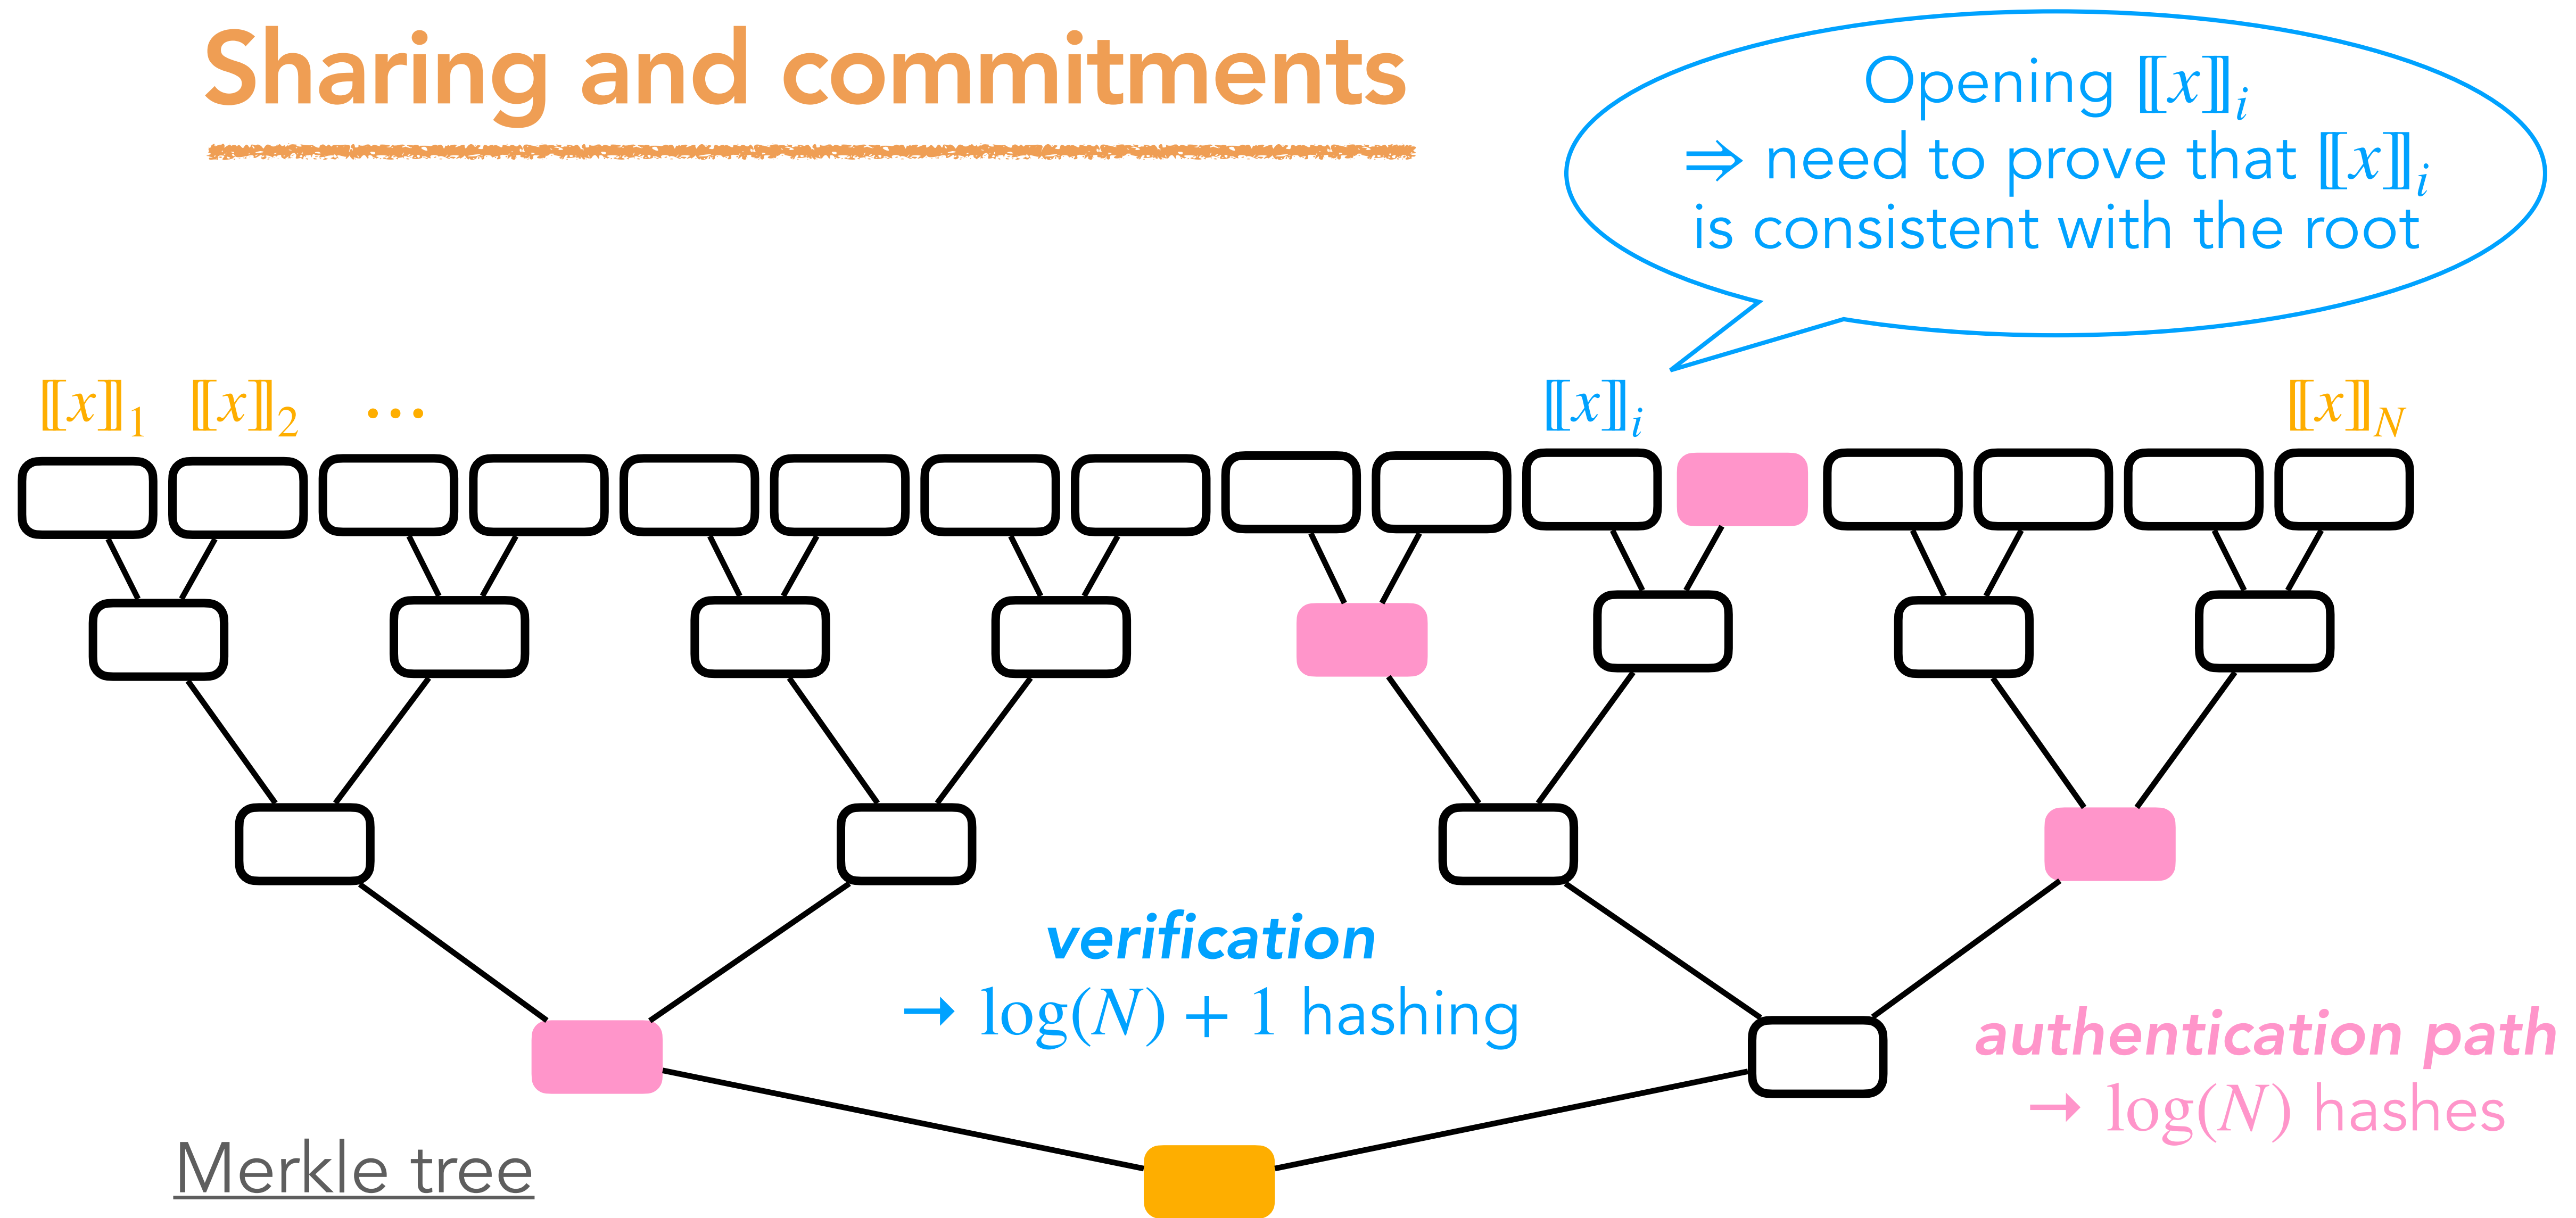 Sharing and commitments
Opening ⟦x⟧ᵢ
⇒ need to prove that ⟦x⟧ᵢ
is consistent with the root
⟦x⟧₁ ⟦x⟧₂ ... ⟦x⟧ᵢ ⟦x⟧_N
verification
→ log(N) + 1 hashing
authentication path
→ log(N) hashes
Merkle tree